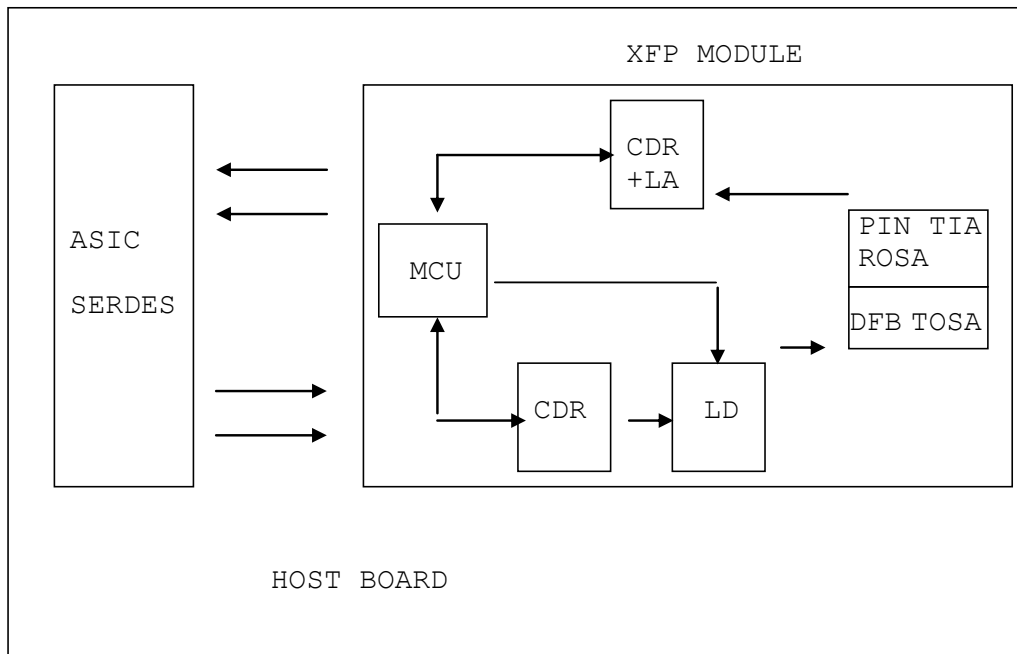 XFP MODULE
CDR
+LA
ASIC
SERDES
MCU
PIN TIA
ROSA
DFB TOSA
CDR
LD
HOST BOARD